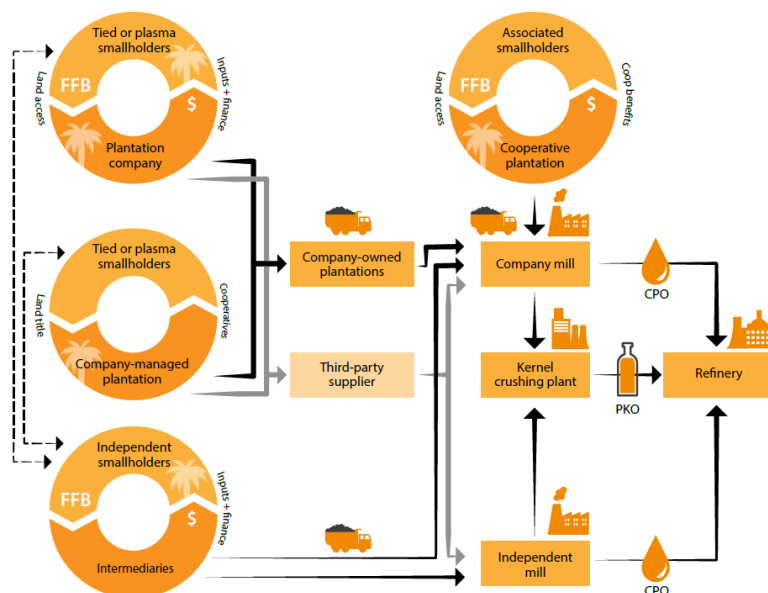 Tied or plasma
smallholders
FFB
Land access
Inputs + finance
$
Plantation
company
Associated
smallholders
FFB
Land access
Coop benefits
$
Cooperative
plantation
Tied or plasma
smallholders
Land title
Cooperatives
Company-managed
plantation
Company-owned
plantations
Company mill
CPO
Third-party
supplier
Kernel
crushing plant
PKO
Refinery
Independent
smallholders
FFB
Inputs + finance
$
Intermediaries
Independent
mill
CPO